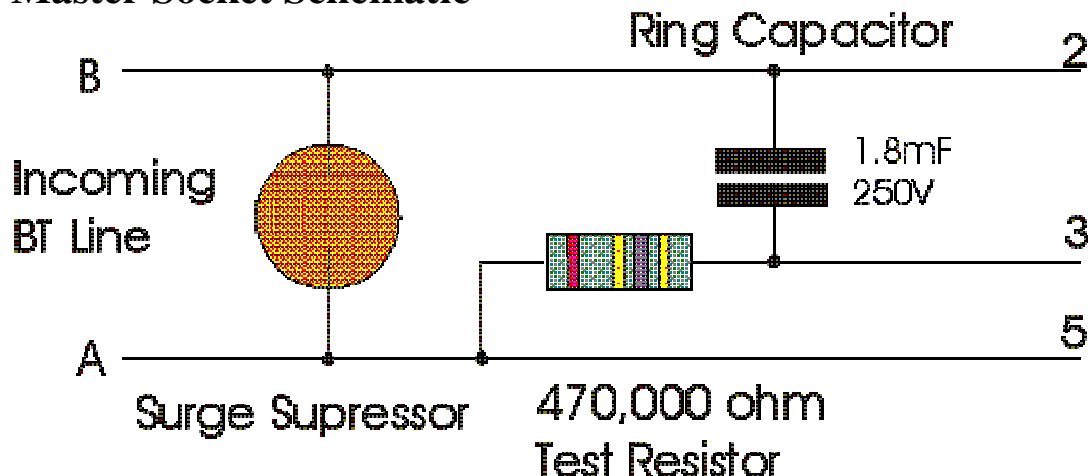 Master Socket Schematic
Ring Capacitor
2
B
1.8mF
250V
Incoming
BT Line
3
5
A
Surge Supressor
470,000 ohm
Test Resistor